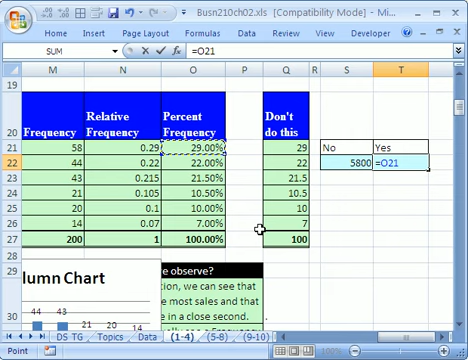 Busn210ch02.xls [Compatibility Mode] - Mi...
Home Insert Page Layout Formulas Data Review View Developer
SUM =O21
M N O P Q R S T
19
20 Frequency Relative Frequency Percent Frequency Don't do this
21 58 0.29 29.00% 29 No Yes
22 44 0.22 22.00% 22 5800 =O21
23 43 0.215 21.50% 21.5
24 21 0.105 10.50% 10.5
25 20 0.1 10.00% 10
26 14 0.07 7.00% 7
27 200 1 100.00% 100
28
29 lumn Chart e observe?
tion, we can see that
e most sales and that
30 44 43 e in a close second.
21 20 14
DS TG Topics Data (1-4) (5-8) (9-10)
Point 100%